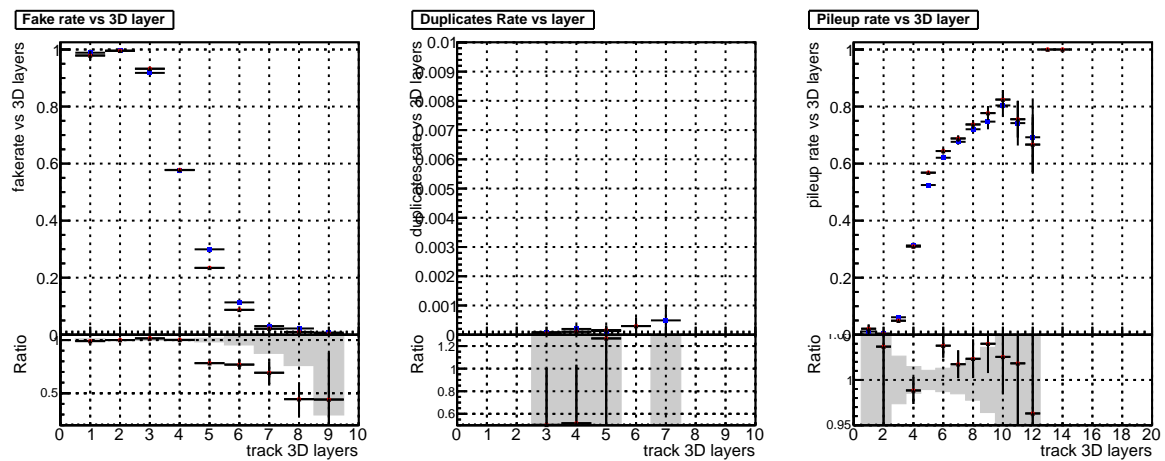 Fake rate vs 3D layer
fakerate vs 3D layers
1
0.8
0.6
0.4
0.2
0
Ratio
0.5
0 1 2 3 4 5 6 7 8 9 10
track 3D layers
Duplicates Rate vs layer
duplicates rate vs 3D layers
0.01
0.009
0.008
0.007
0.006
0.005
0.004
0.003
0.002
0.001
0
Ratio
1.2
1
0.8
0.6
0 1 2 3 4 5 6 7 8 9 10
track 3D layers
Pileup rate vs 3D layer
pileup rate vs 3D layers
1
0.8
0.6
0.4
0.2
0
Ratio
1
0.95
0 2 4 6 8 10 12 14 16 18 20
track 3D layers